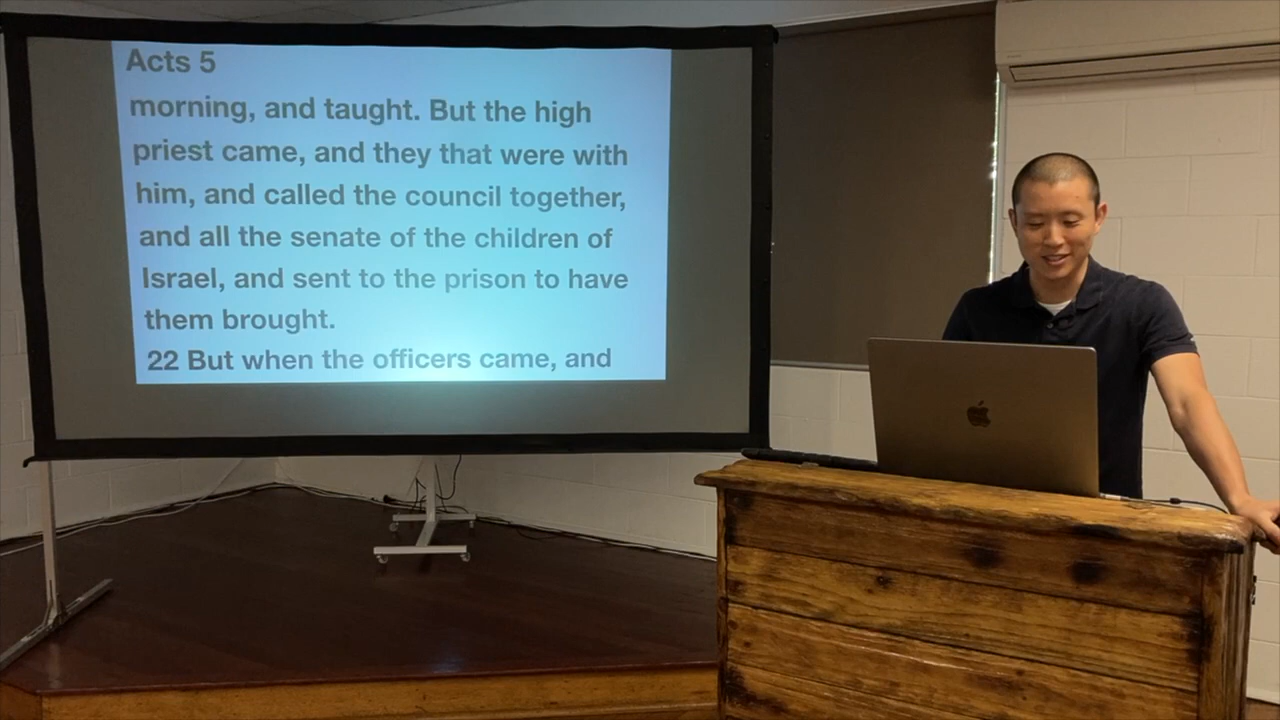 Acts 5
morning, and taught. But the high
priest came, and they that were with
him, and called the council together,
and all the senate of the children of
Israel, and sent to the prison to have
them brought.
22 But when the officers came, and